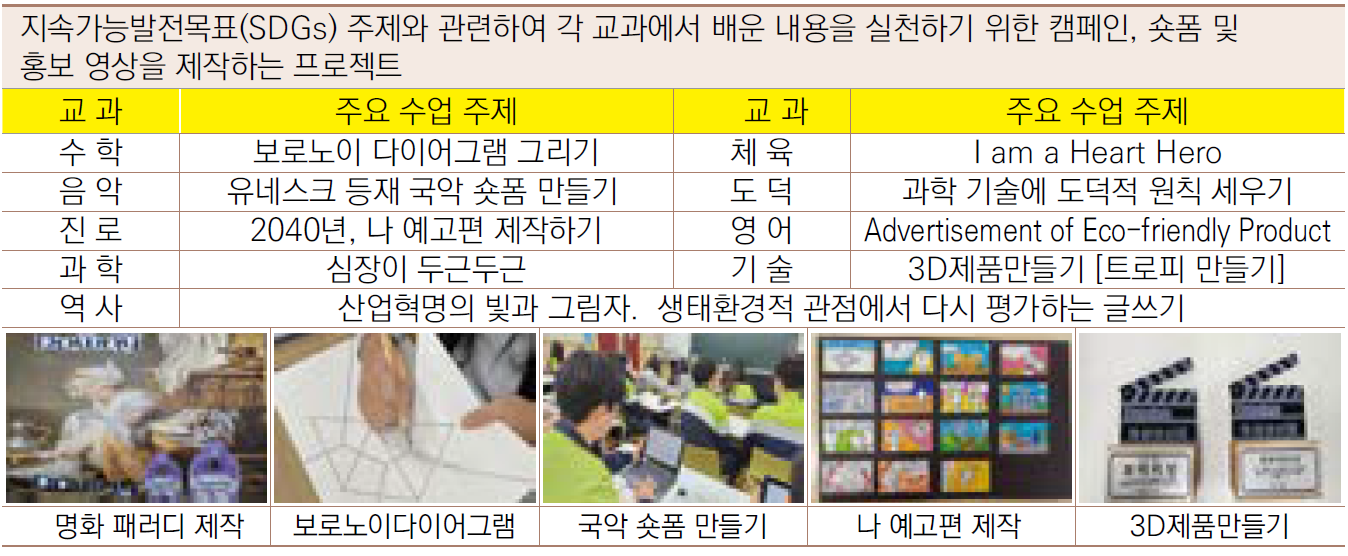 지속가능발전목표(SDGs) 주제와 관련하여 각 교과에서 배운 내용을 실천하기 위한 캠페인, 숏폼 및
홍보 영상을 제작하는 프로젝트
교 과 주요 수업 주제 교 과 주요 수업 주제
수 학 보로노이 다이어그램 그리기 체 육 I am a Heart Hero
음 악 유네스크 등재 국악 숏폼 만들기 도 덕 과학 기술에 도덕적 원칙 세우기
진 로 2040년, 나 예고편 제작하기 영 어 Advertisement of Eco-friendly Product
과 학 심장이 두근두근 기 술 3D제품만들기 [트로피 만들기]
역 사 산업혁명의 빛과 그림자. 생태환경적 관점에서 다시 평가하는 글쓰기
명화 패러디 제작 보로노이다이어그램 국악 숏폼 만들기 나 예고편 제작 3D제품만들기